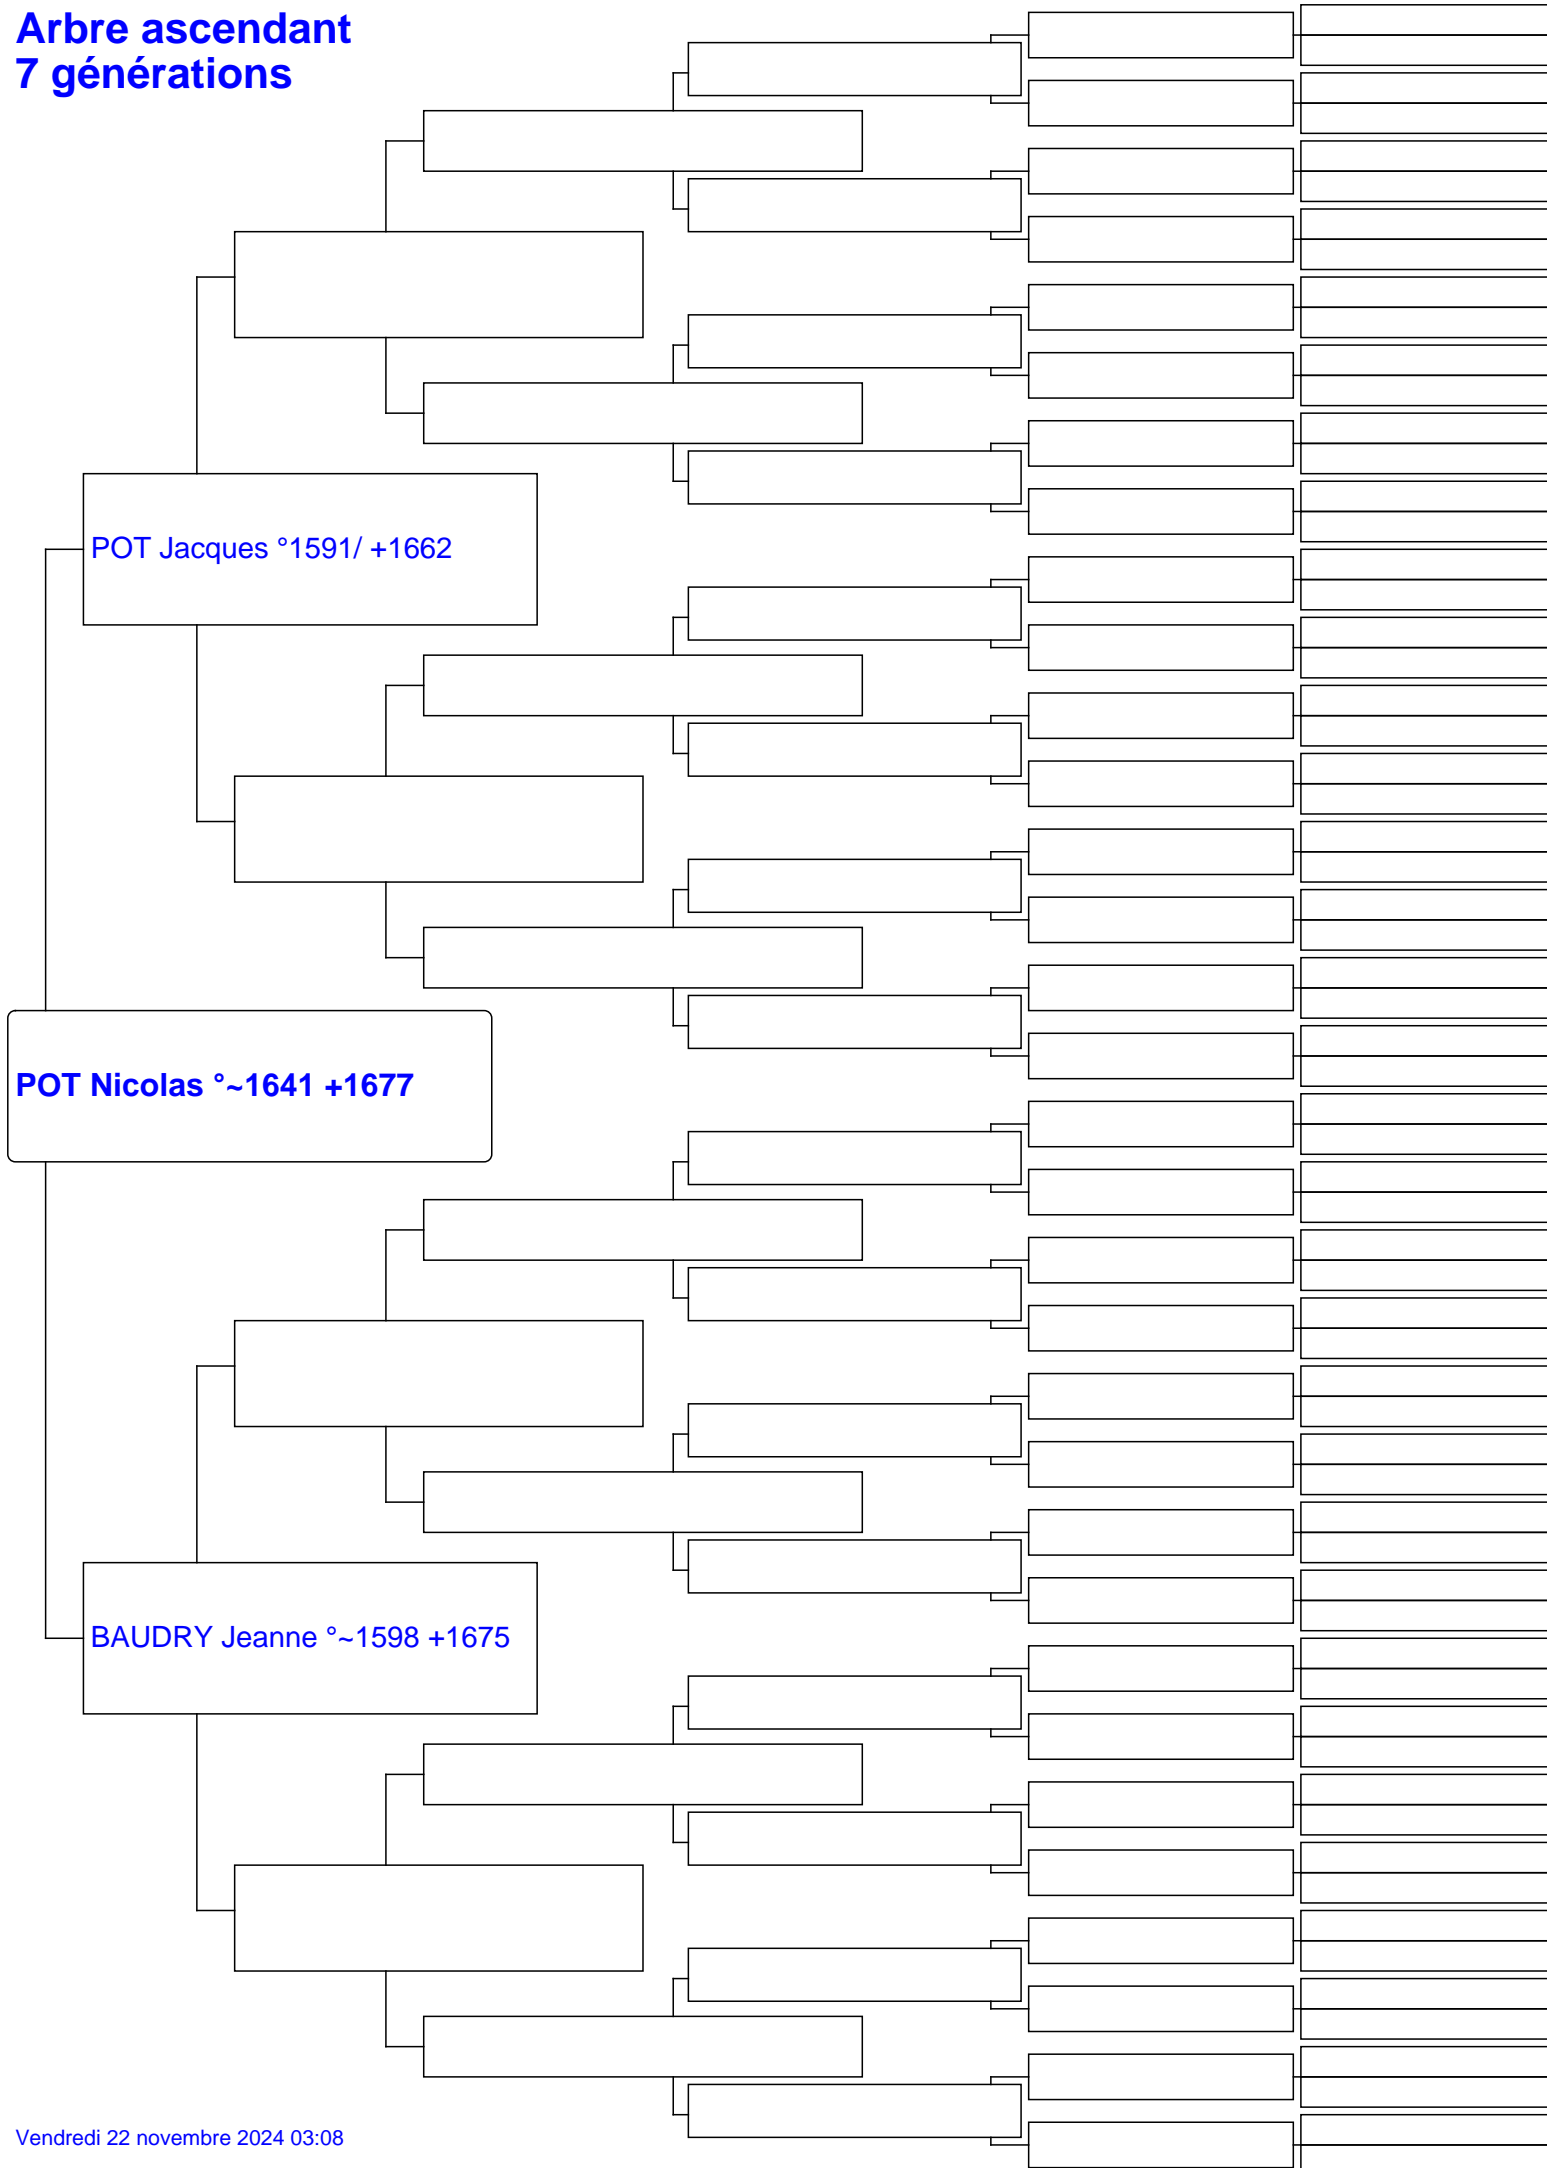 Arbre ascendant
7 générations
POT Jacques °1591/ +1662
POT Nicolas °~1641 +1677
BAUDRY Jeanne °~1598 +1675
Vendredi 22 novembre 2024 03:08